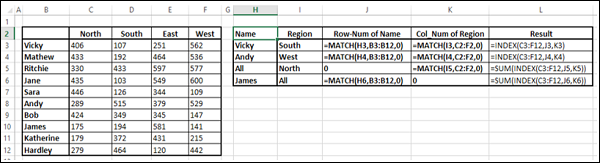 A B C D E F G H I J K L
1
2 North South East West Name Region Row-Num of Name Col_Num of Region Result
3 Vicky 406 107 251 562 Vicky South =MATCH(H3,B3:B12,0) =MATCH(I3,C2:F2,0) =INDEX(C3:F12,J3,K3)
4 Mathew 433 192 464 536 Andy West =MATCH(H4,B3:B12,0) =MATCH(I4,C2:F2,0) =INDEX(C3:F12,J4,K4)
5 Ritchie 330 433 597 577 All North 0 =MATCH(I5,C2:F2,0) =SUM(INDEX(C3:F12,J5,K5))
6 Jane 435 103 549 600 James All =MATCH(H6,B3:B12,0) 0 =SUM(INDEX(C3:F12,J6,K6))
7 Sara 446 126 344 109
8 Andy 289 515 379 529
9 Bob 424 349 345 147
10 James 175 194 581 141
11 Katherine 179 372 431 215
12 Hardley 279 464 120 442